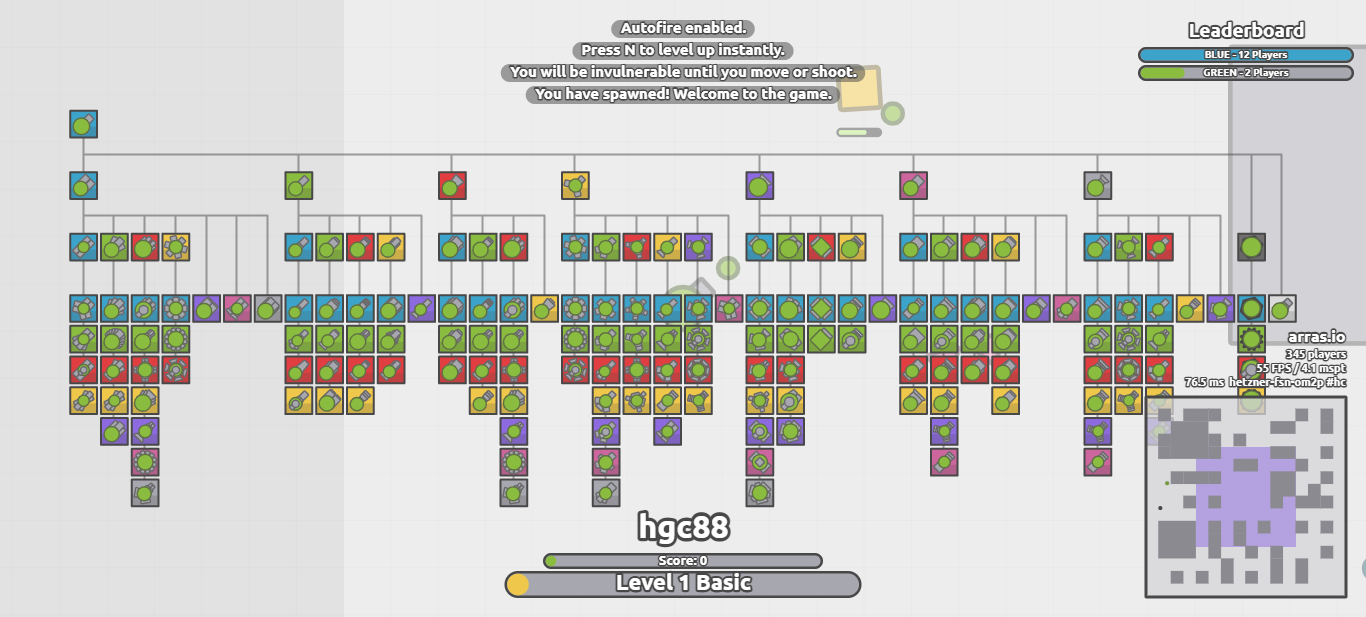 Autofire enabled.
Press N to level up instantly.
You will be invulnerable until you move or shoot.
You have spawned! Welcome to the game.
Leaderboard
BLUE - 12 Players
GREEN - 2 Players
arras.io
345 players
55 FPS / 4.1 mspt
76.5 ms hetzner-fsn-om2p #hc
hgc88
Score: 0
Level 1 Basic